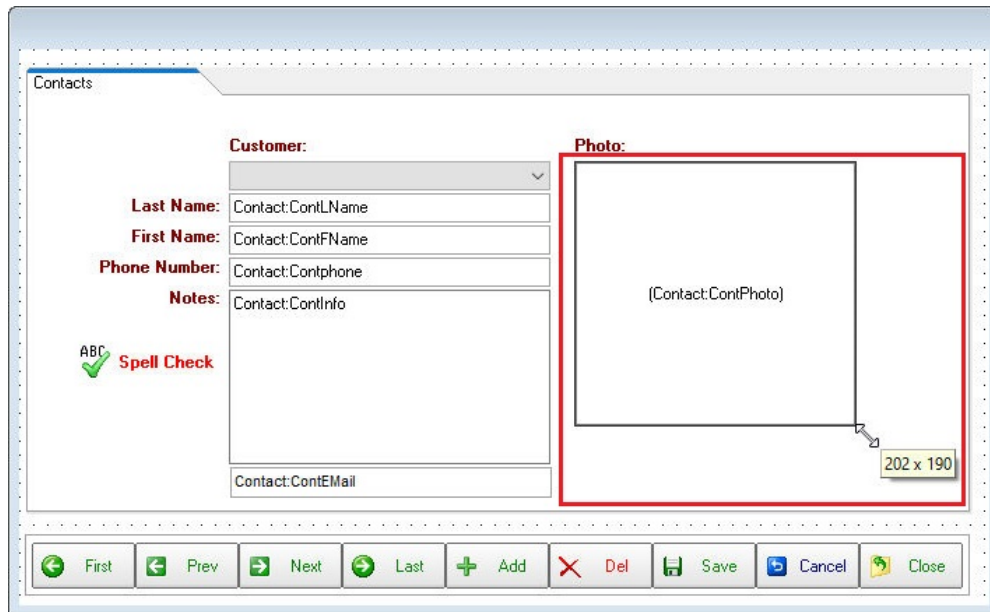 Contacts
Customer:
Photo:
Last Name: Contact:ContLName
First Name: Contact:ContFName
Phone Number: Contact:Contphone
Notes: Contact:ContInfo
(Contact:ContPhoto)
ABC Spell Check
202 x 190
Contact:ContEMail
First Prev Next Last Add Del Save Cancel Close